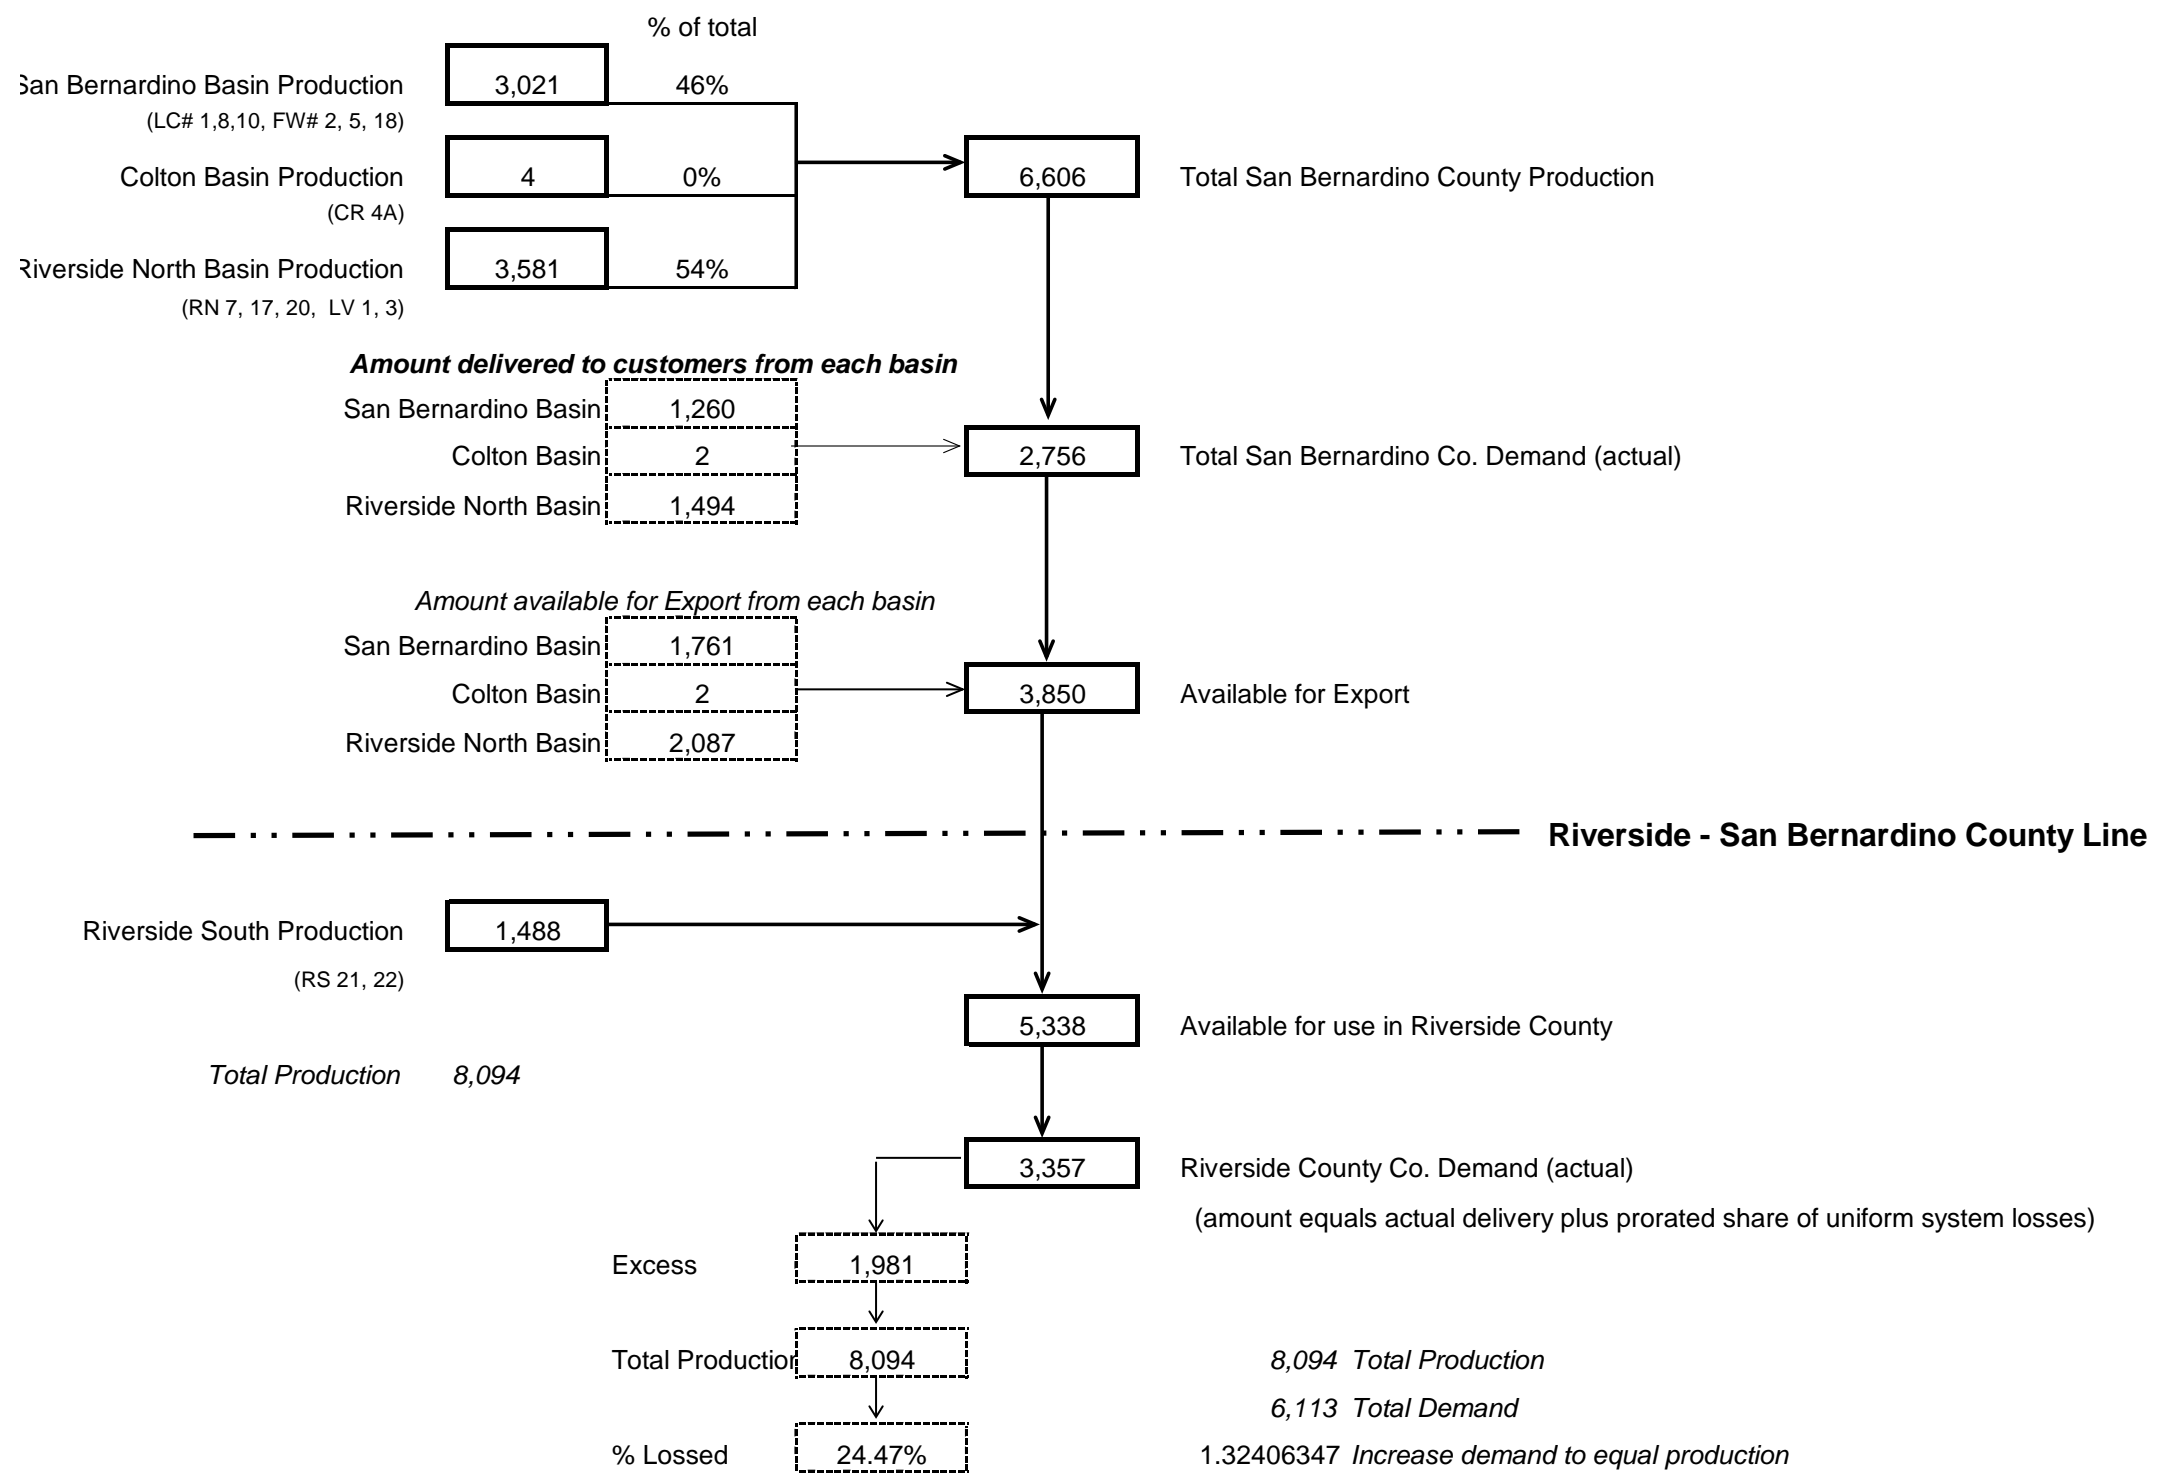 % of total
San Bernardino Basin Production 3,021 46%
(LC# 1,8,10, FW# 2, 5, 18)
Colton Basin Production 4 0% 6,606 Total San Bernardino County Production
(CR 4A)
Riverside North Basin Production 3,581 54%
(RN 7, 17, 20, LV 1, 3)
Amount delivered to customers from each basin
San Bernardino Basin 1,260
Colton Basin 2 2,756 Total San Bernardino Co. Demand (actual)
Riverside North Basin 1,494
Amount available for Export from each basin
San Bernardino Basin 1,761
Colton Basin 2 3,850 Available for Export
Riverside North Basin 2,087
Riverside - San Bernardino County Line
Riverside South Production 1,488
(RS 21, 22)
5,338 Available for use in Riverside County
Total Production 8,094
3,357 Riverside County Co. Demand (actual)
(amount equals actual delivery plus prorated share of uniform system losses)
Excess 1,981
Total Production 8,094 8,094 Total Production
6,113 Total Demand
% Lossed 24.47% 1.32406347 Increase demand to equal production